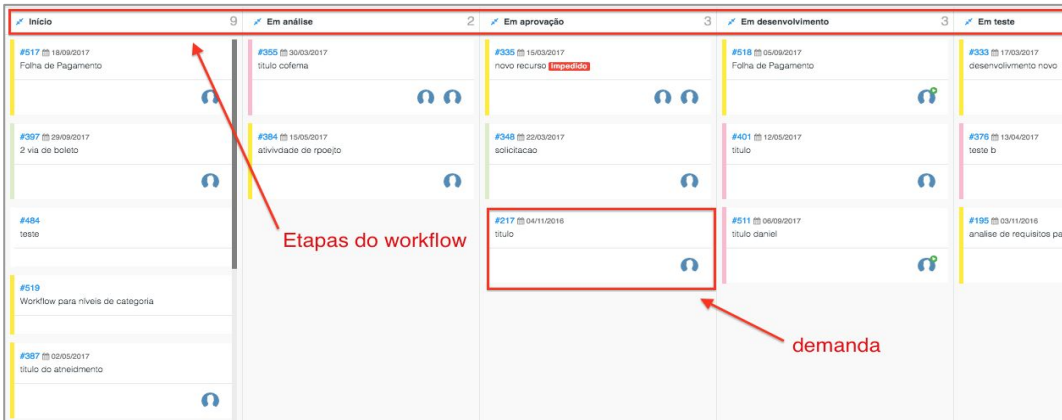 Início 9
#517 18/09/2017
Folha de Pagamento
#397 29/09/2017
2 via de boleto
#484
teste
#519
Workflow para níveis de categoria
#387 02/05/2017
titulo do atneidmento
Em análise 2
#355 30/03/2017
titulo cofema
#384 15/05/2017
ativivdade de rpoejto
Em aprovação 3
#335 15/03/2017
novo recurso Impedido
#348 22/03/2017
solicitacao
#217 04/11/2016
titulo
Em desenvolvimento 3
#518 05/09/2017
Folha de Pagamento
#401 12/05/2017
titulo
#511 06/09/2017
titulo daniel
Em teste
#333 17/03/2017
desenvolivmento novo
#376 13/04/2017
teste b
#195 03/11/2016
analise de requisitos pa
Etapas do workflow
demanda